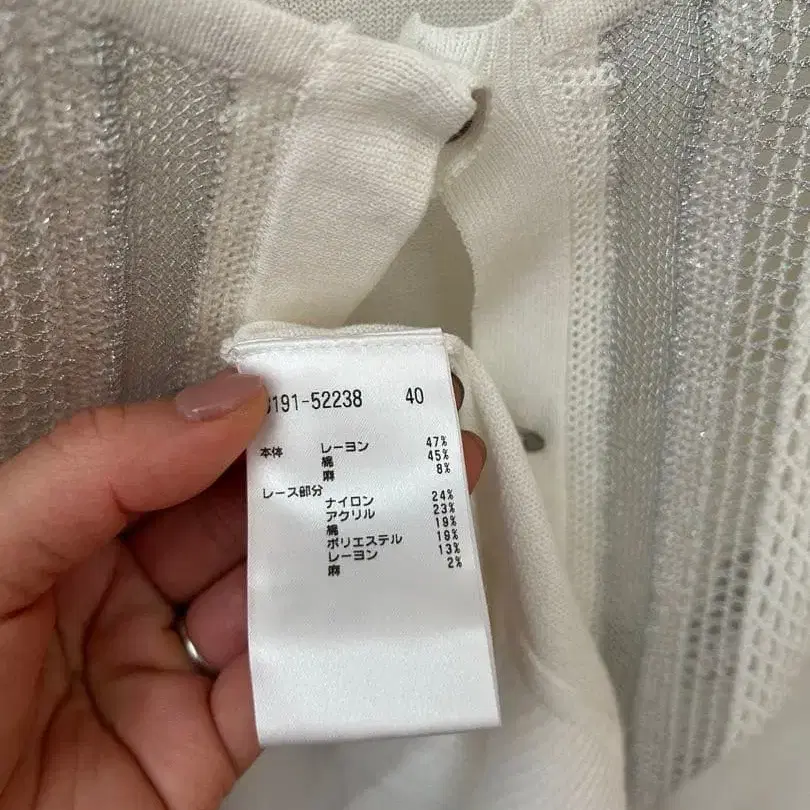 191-52238 40
本体 レーヨン 47%
綿 45%
麻 8%
レース部分
ナイロン 24%
アクリル 23%
綿 19%
ポリエステル 19%
レーヨン 13%
麻 2%